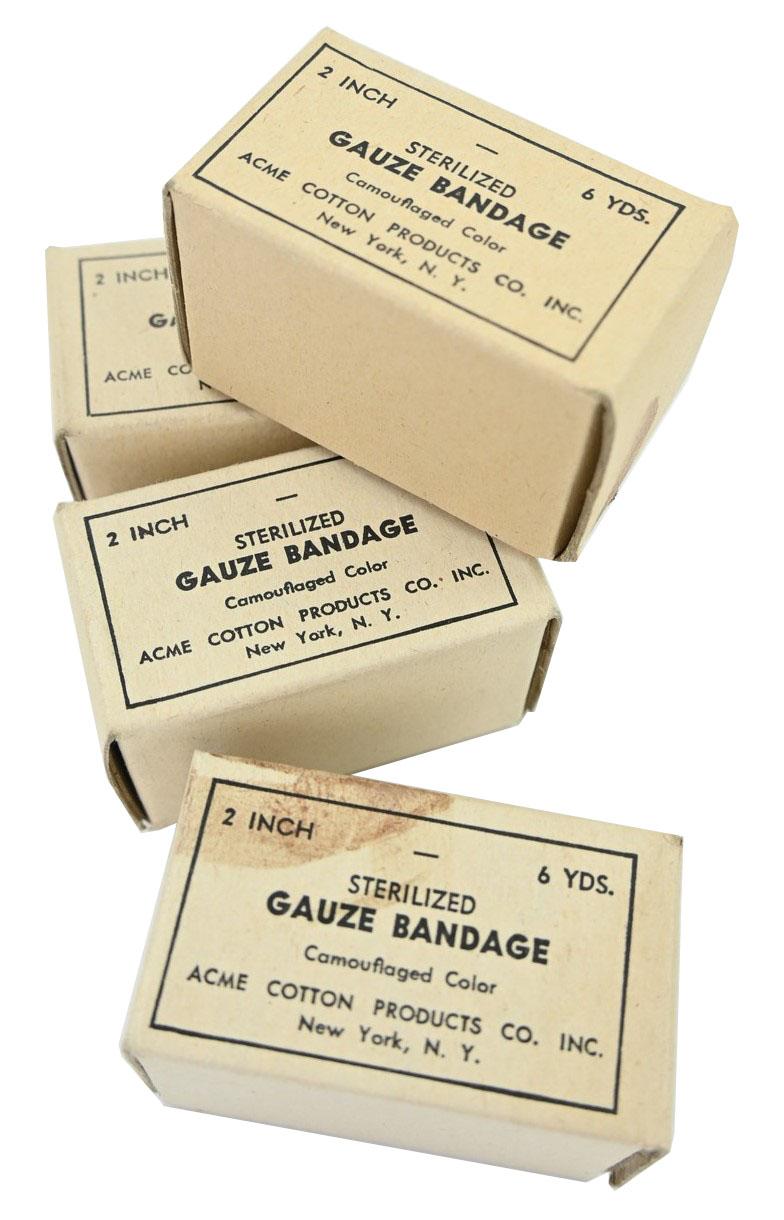 2 INCH
—
6 YDS.
STERILIZED
GAUZE BANDAGE
Camouflaged Color
ACME COTTON PRODUCTS CO. INC.
New York, N. Y.
2 INCH
ACME
2 INCH
—
STERILIZED
GAUZE BANDAGE
Camouflaged Color
ACME COTTON PRODUCTS CO. INC.
New York, N. Y.
2 INCH
—
6 YDS.
STERILIZED
GAUZE BANDAGE
Camouflaged Color
ACME COTTON PRODUCTS CO. INC.
New York, N. Y.